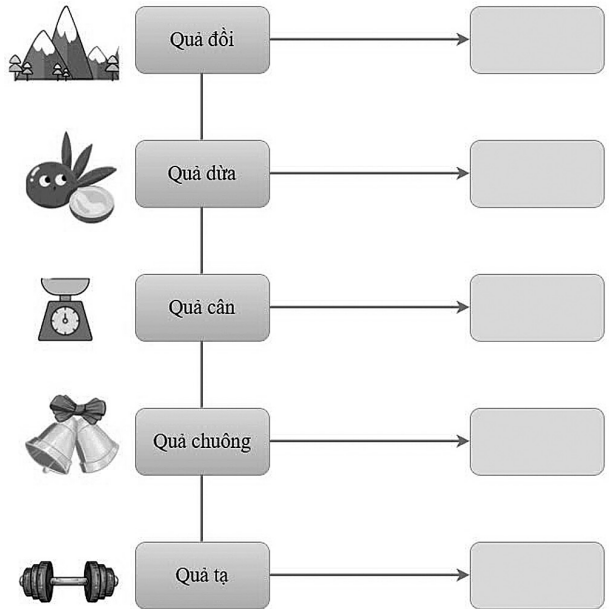 Quả đồi
Quả dừa
Quả cân
Quả chuông
Quả tạ